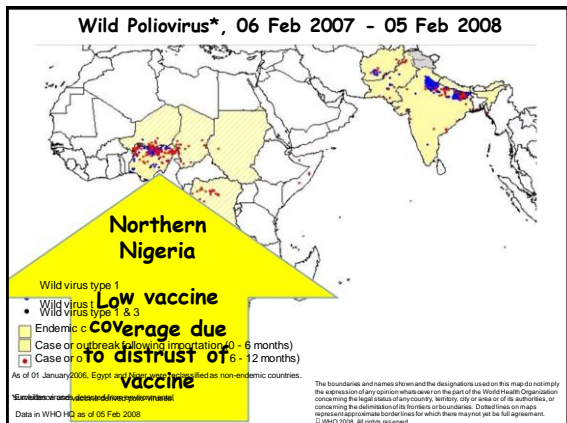 Wild Poliovirus*, 06 Feb 2007 - 05 Feb 2008
Northern
Nigeria
Low vaccine
coverage due
to distrust of
vaccine
Wild virus type 1
Wild virus t
Wild virus type 1 & 3
Endemic c
Case or outbreak following importation (0 - 6 months)
Case or o 6 - 12 months)
As of 01 January2006, Egypt and Niger were reclassified as non-endemic countries.
Data in WHO HQ as of 05 Feb 2008
The boundaries and names shown and the designations used on this map do not imply
the expression of any opinion whatsoever on the part of the World Health Organization
concerning the legal status of any country, territory, city or area or of its authorities, or
concerning the delimitation of its frontiers or boundaries. Dotted lines on maps
represent approximate border lines for which there may not yet be full agreement.
WHO 2008. All rights reserved